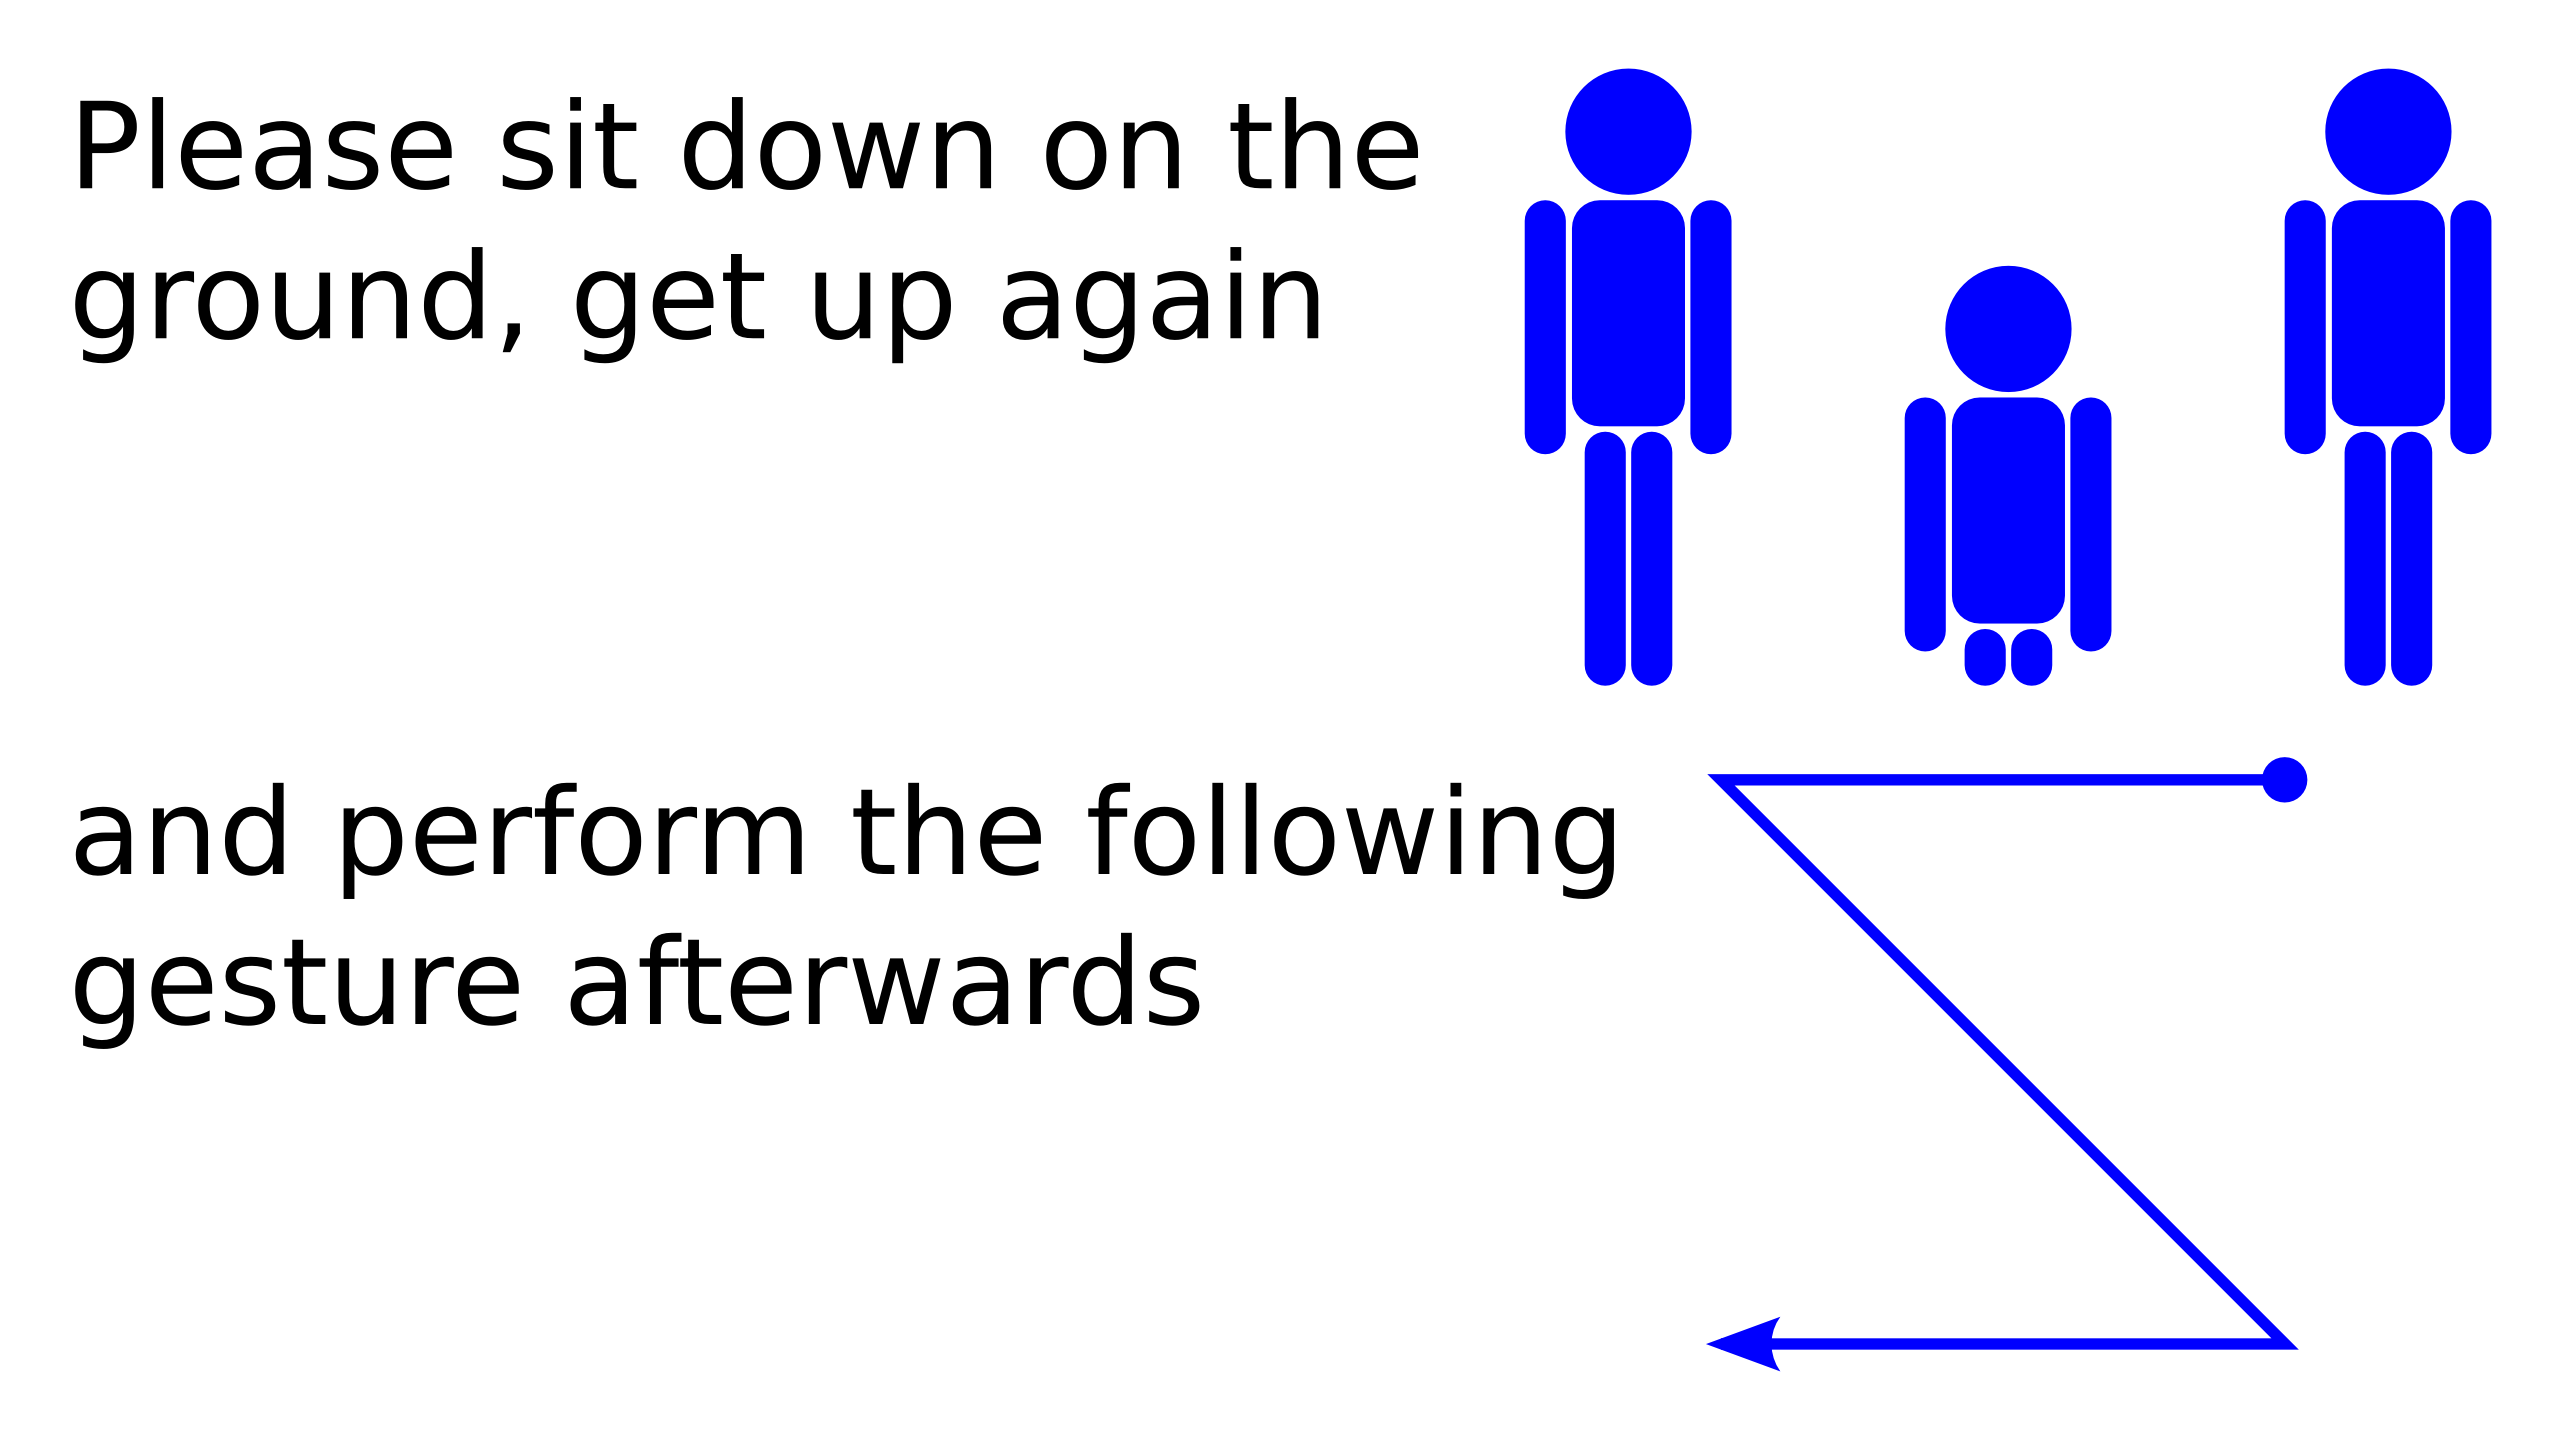 Please sit down on the
ground, get up again
and perform the following
gesture afterwards